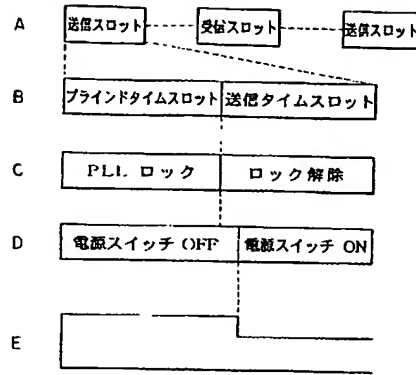 A 送信スロット 受信スロット 送信スロット
B ブラインドタイムスロット 送信タイムスロット
C PLL ロック ロック解除
D 電源スイッチ OFF 電源スイッチ ON
E